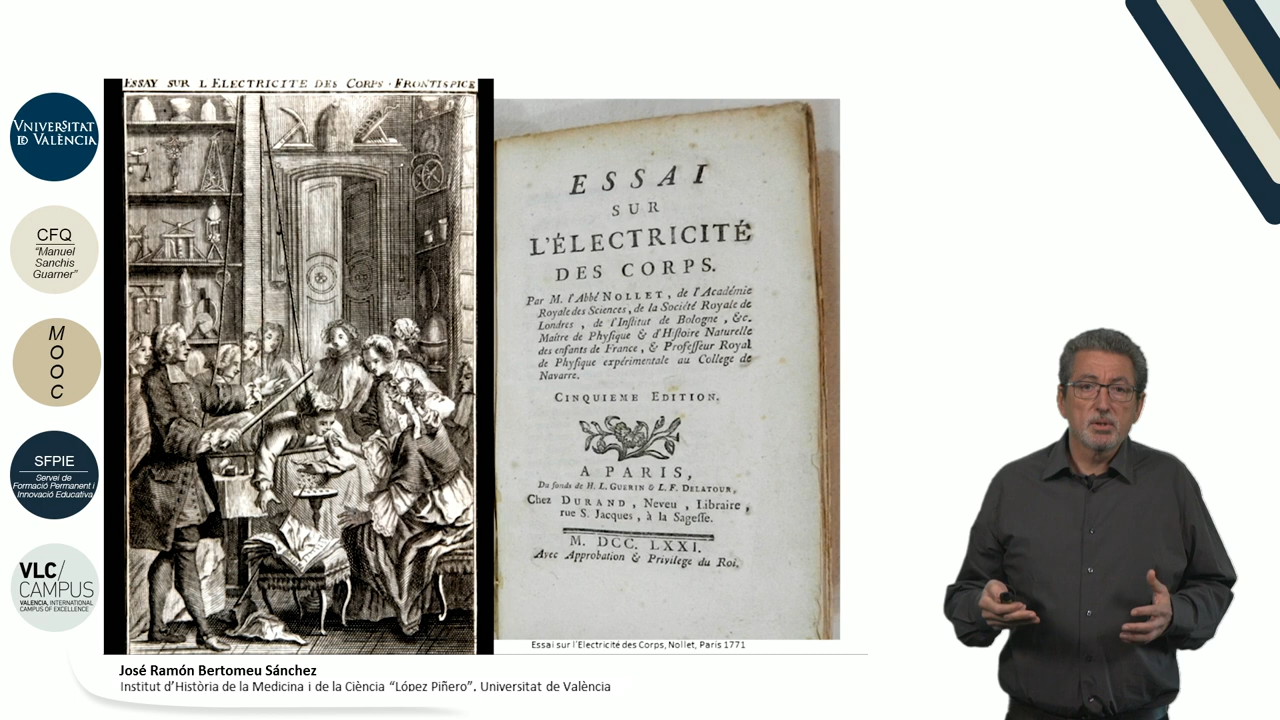 VNIVERSITAT
ID VALÈNCIA
CFQ
"Manuel
Sanchis
Guarner"
M
O
O
C
SFPIE
Servei de
Formació Permanent i
Innovació Educativa
VLC/
CAMPUS
VALENCIA, INTERNATIONAL
CAMPUS OF EXCELLENCE
ESSAY SUR L'ELECTRICITE DES CORPS · FRONTISPICE
ESSAI
SUR
L'ÉLECTRICITÉ
DES CORPS.
Par M. l'Abbé NOLLET, de l'Académie
Royale des Sciences, de la Société Royale de
Londres, de l'Institut de Bologne, &c.
Maître de Phyſique & d'Hiſtoire Naturelle
des enfants de France, & Profeſſeur Royal
de Phyſique expérimentale au College de
Navarre.
CINQUIEME EDITION.
A PARIS,
Du fonds de H. L. GUERIN & L. F. DELATOUR,
Chez DURAND, Neveu, Libraire,
rue S. Jacques, à la Sageſſe.
M. DCC. LXXI.
Avec Approbation & Privilege du Roi.
Essai sur l'Electricité des Corps, Nollet, Paris 1771
José Ramón Bertomeu Sánchez
Institut d'Història de la Medicina i de la Ciència "López Piñero". Universitat de València